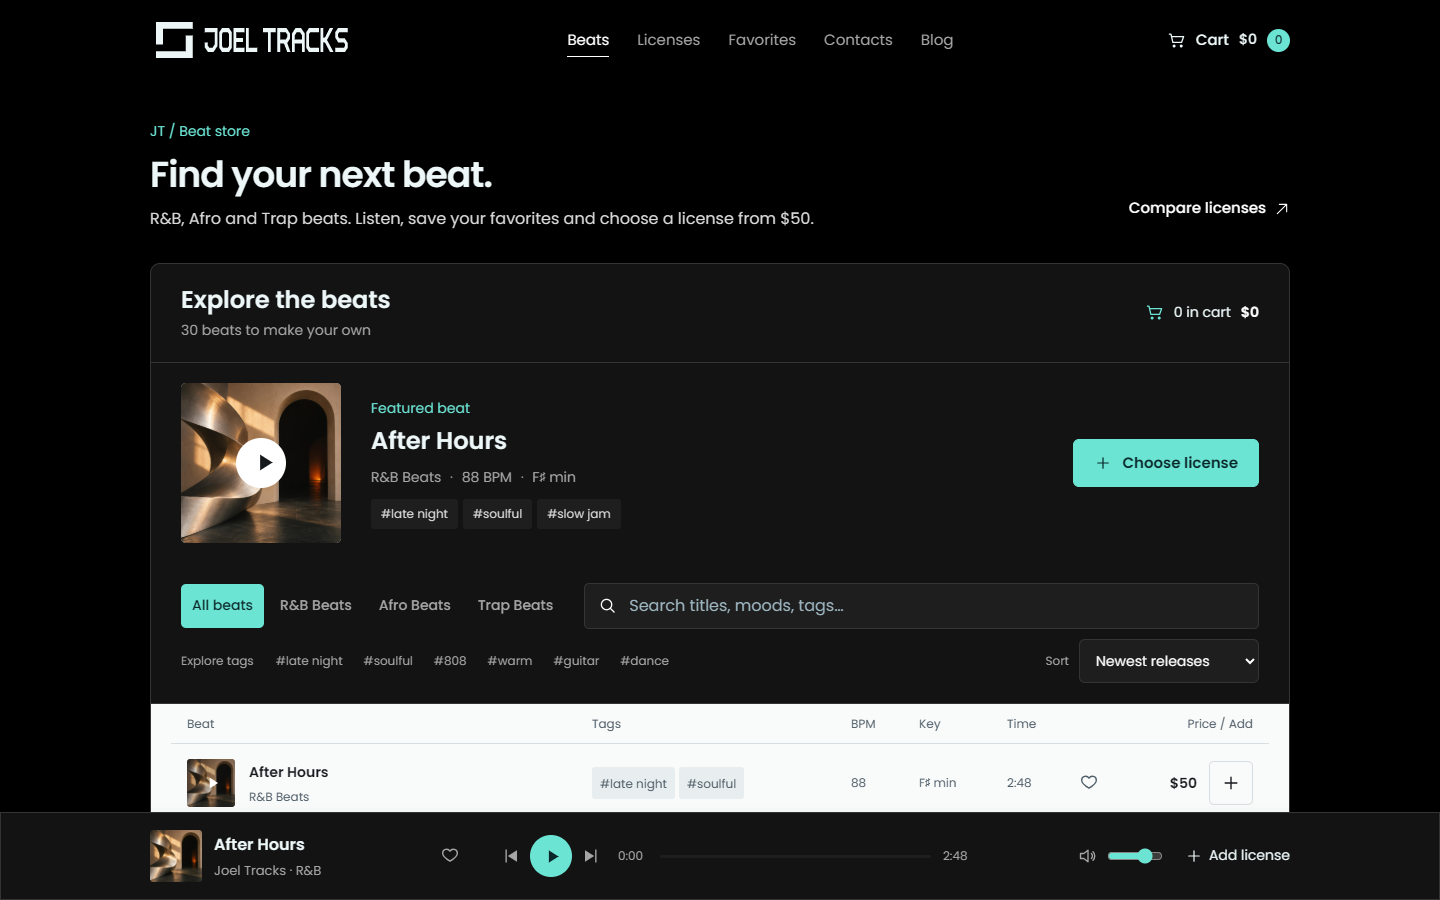 JOEL TRACKS
Beats Licenses Favorites Contacts Blog
Cart $0 0
JT / Beat store
Find your next beat.
R&B, Afro and Trap beats. Listen, save your favorites and choose a license from $50.
Compare licenses
Explore the beats
30 beats to make your own
0 in cart $0
Featured beat
After Hours
R&B Beats · 88 BPM · F♯ min
#late night #soulful #slow jam
Choose license
All beats R&B Beats Afro Beats Trap Beats
Search titles, moods, tags...
Explore tags #late night #soulful #808 #warm #guitar #dance
Sort Newest releases
Beat Tags BPM Key Time Price / Add
After Hours
R&B Beats
#late night #soulful 88 F♯ min 2:48 $50
After Hours
Joel Tracks · R&B
0:00 2:48
Add license